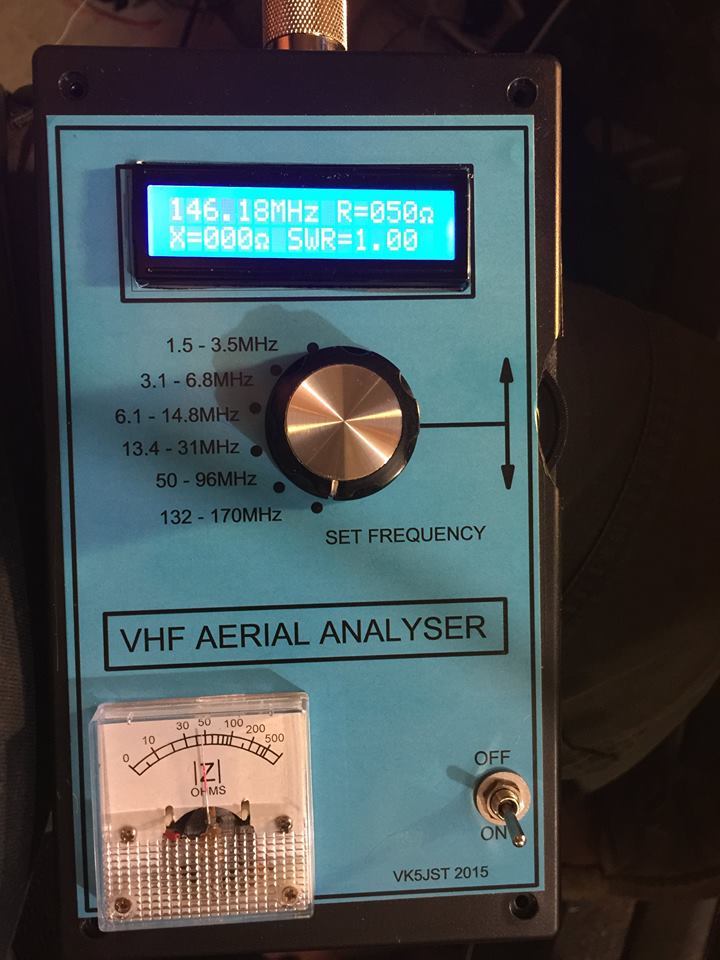 146.18MHz R=050Ω
X=000Ω SWR=1.00
1.5 - 3.5MHz
3.1 - 6.8MHz
6.1 - 14.8MHz
13.4 - 31MHz
50 - 96MHz
132 - 170MHz
SET FREQUENCY
VHF AERIAL ANALYSER
0 10 30 50 100 200 500
|Z|
OHMS
OFF
ON
VK5JST 2015